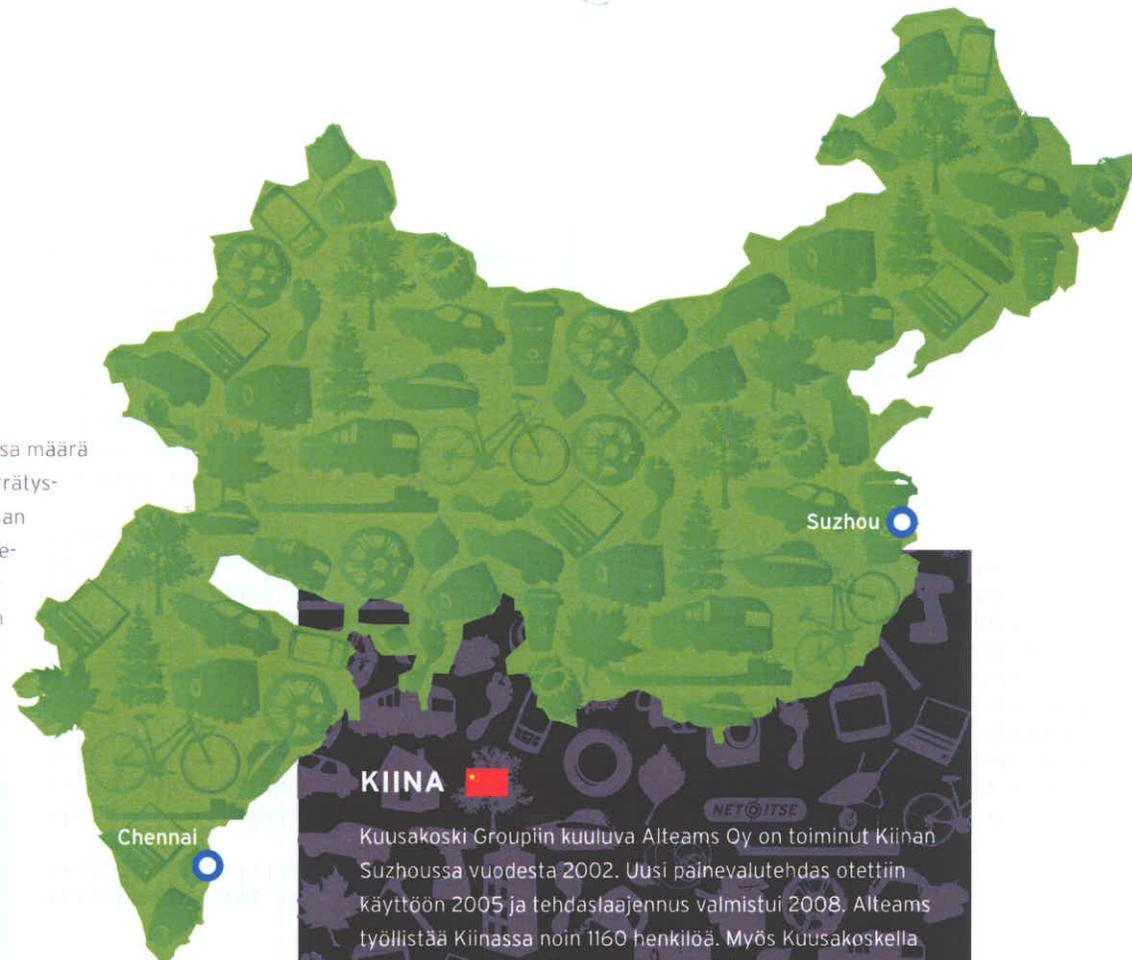 sa määrä
rrätys-
an
e-
n
Suzhou
Chennai
KIINA
NET ITSE
Kuusakoski Groupiin kuuluva Alteams Oy on toiminut Kiinan
Suzhoussa vuodesta 2002. Uusi painevalutehdas otettiin
käyttöön 2005 ja tehdaslaajennus valmistui 2008. Alteams
työllistää Kiinassa noin 1160 henkilöä. Myös Kuusakoskella